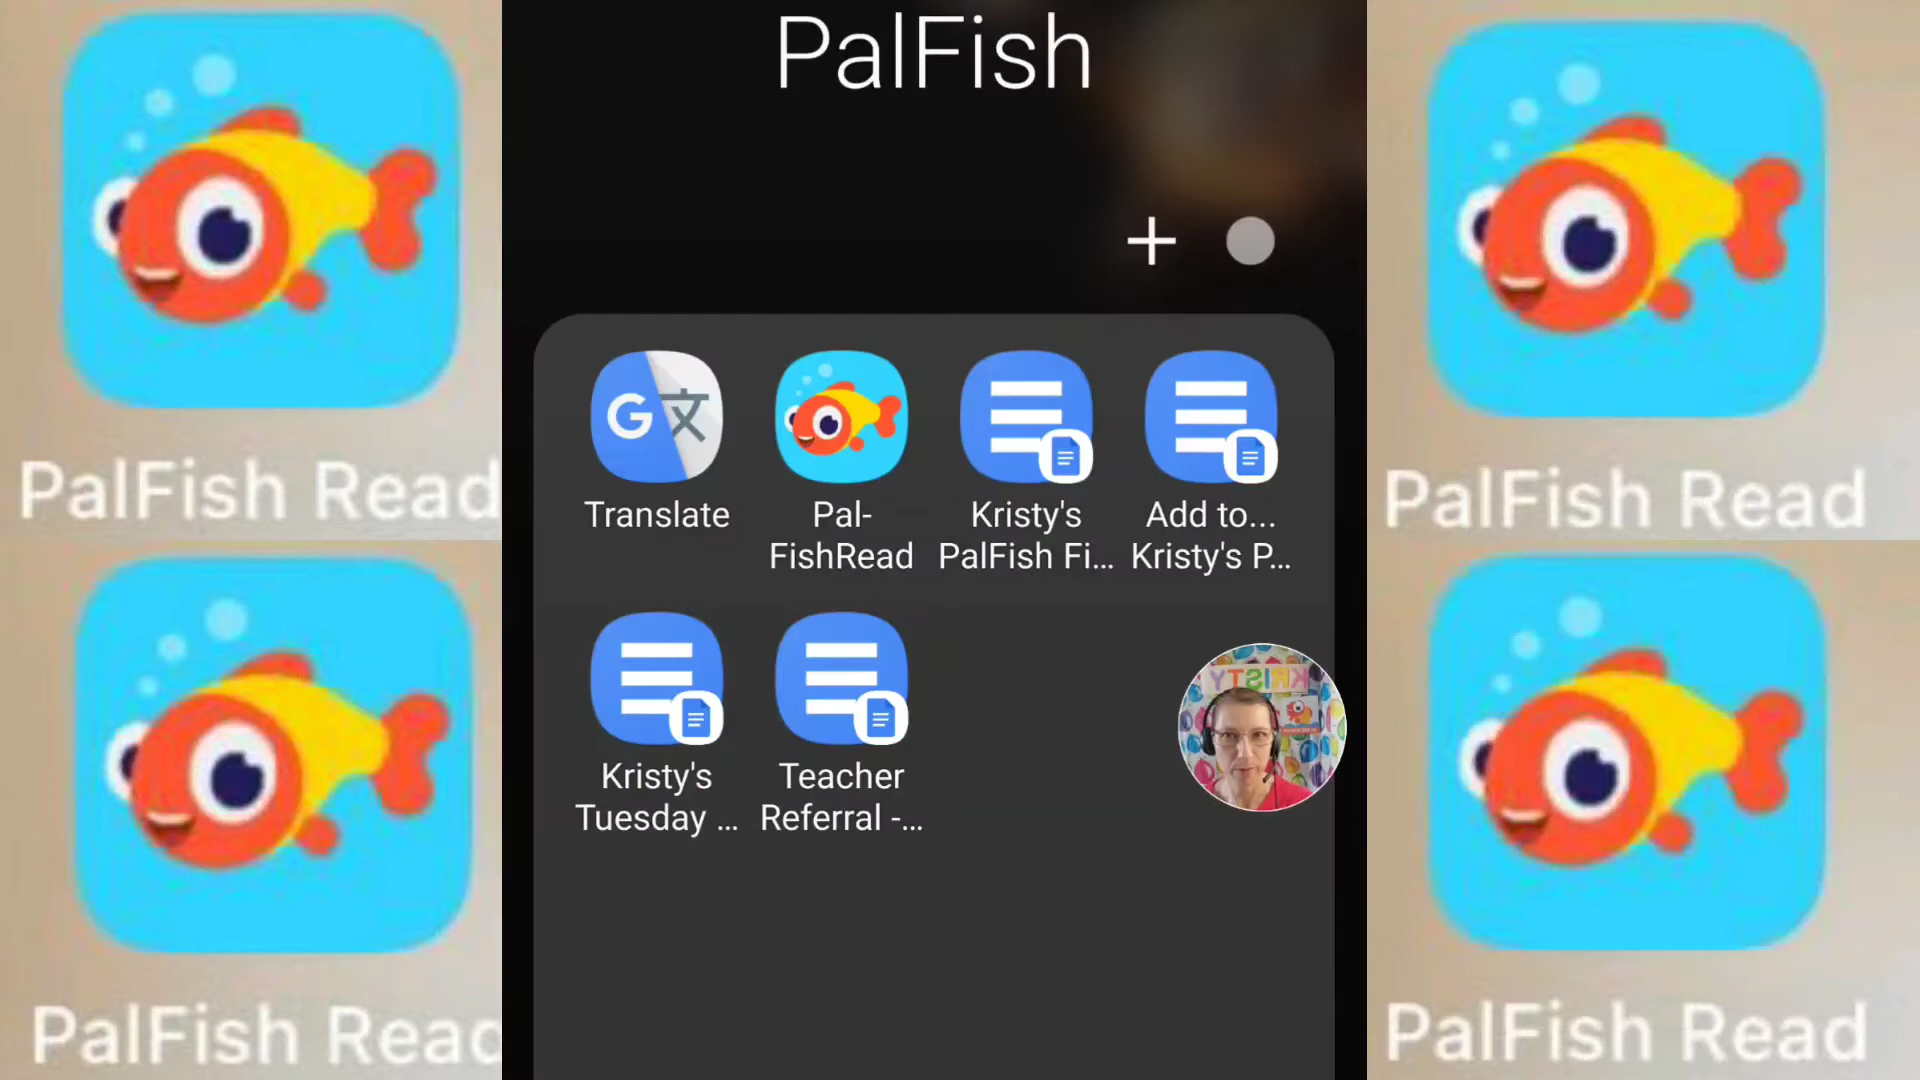 PalFish
Translate
Pal-
FishRead
Kristy's
PalFish Fi...
Add to...
Kristy's P...
Kristy's
Tuesday ...
Teacher
Referral -...
KRISTY
PalFish Read
PalFish Read
PalFish Read
PalFish Read